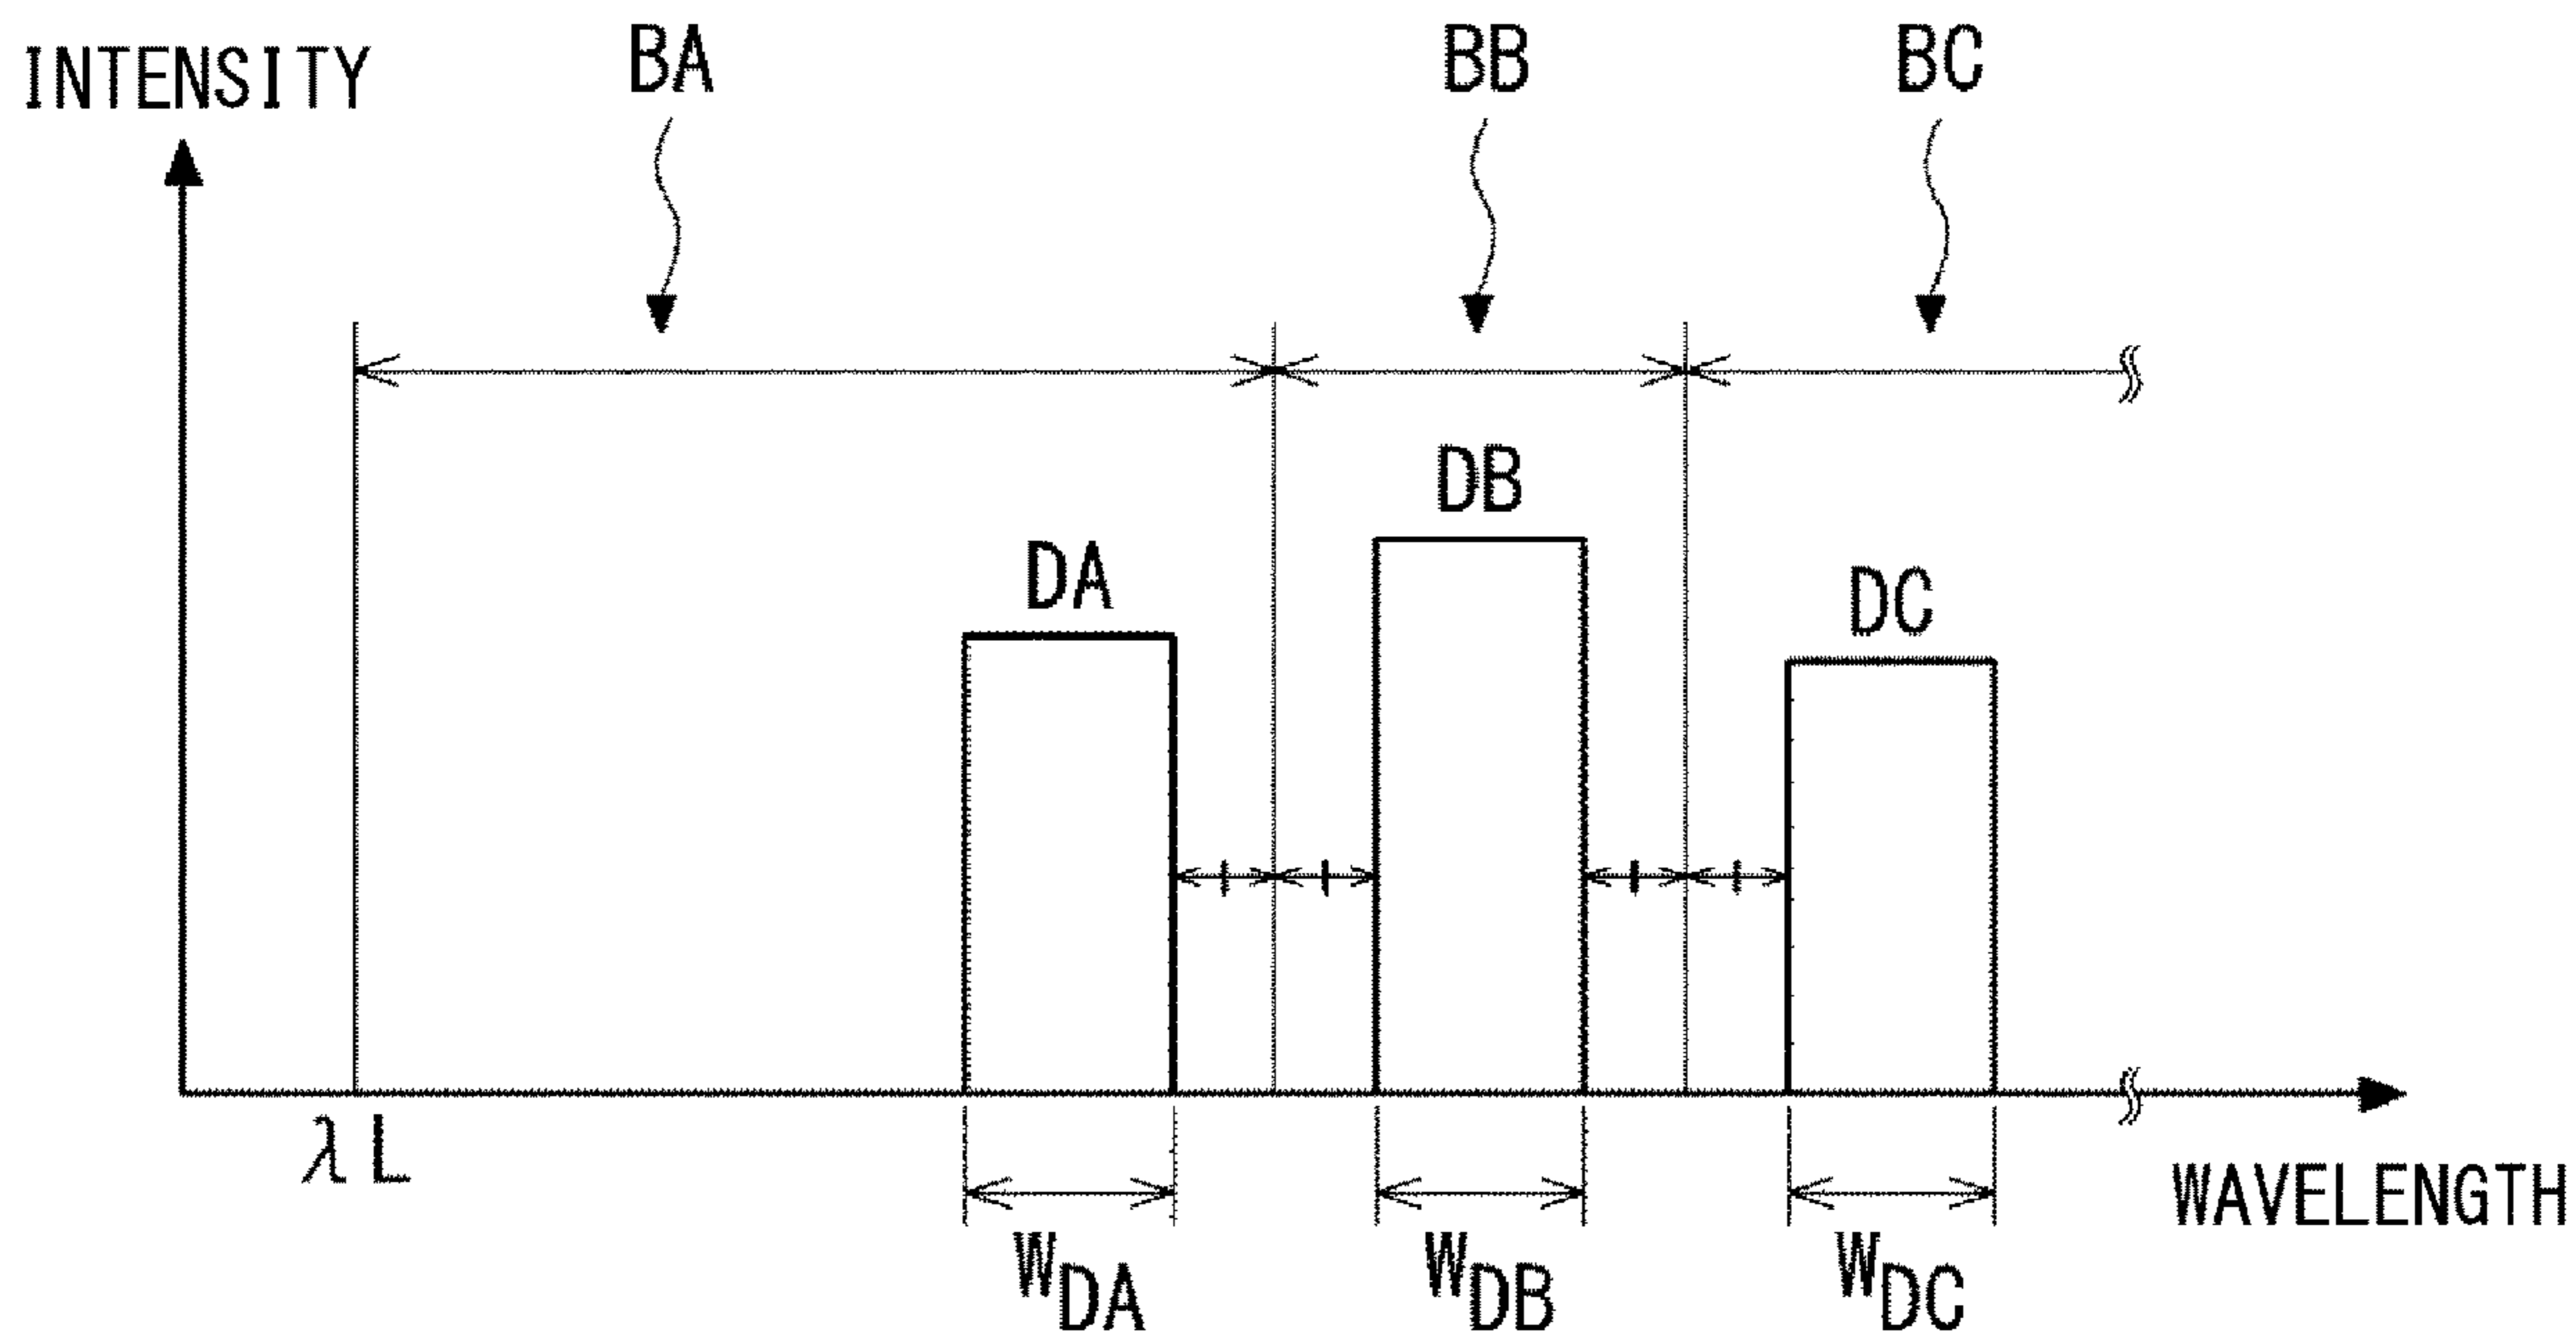 INTENSITY
BA
BB
BC
DA
DB
DC
λL
WAVELENGTH
WDA
WDB
WDC